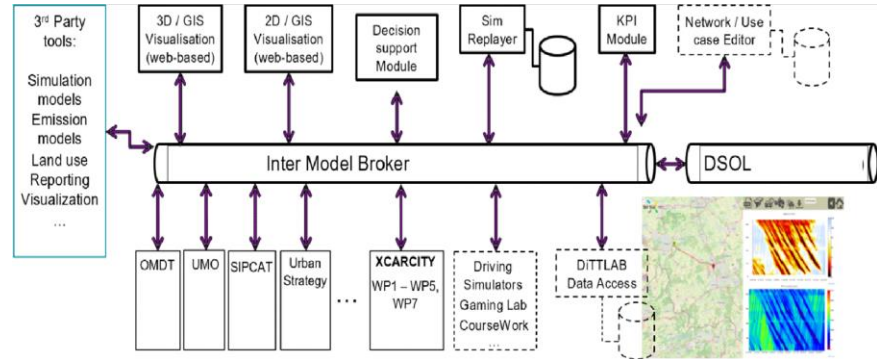 3rd Party
tools:
Simulation
models
Emission
models
Land use
Reporting
Visualization
...
3D / GIS
Visualisation
(web-based)
2D / GIS
Visualisation
(web-based)
Decision
support
Module
Sim
Replayer
KPI
Module
Network / Use
case Editor
Inter Model Broker
DSOL
OMDT
UMO
SIPCAT
Urban
Strategy
...
XCARCITY
WP1 – WP5,
WP7
Driving
Simulators
Gaming Lab
CourseWork
...
DiTTLAB
Data Access